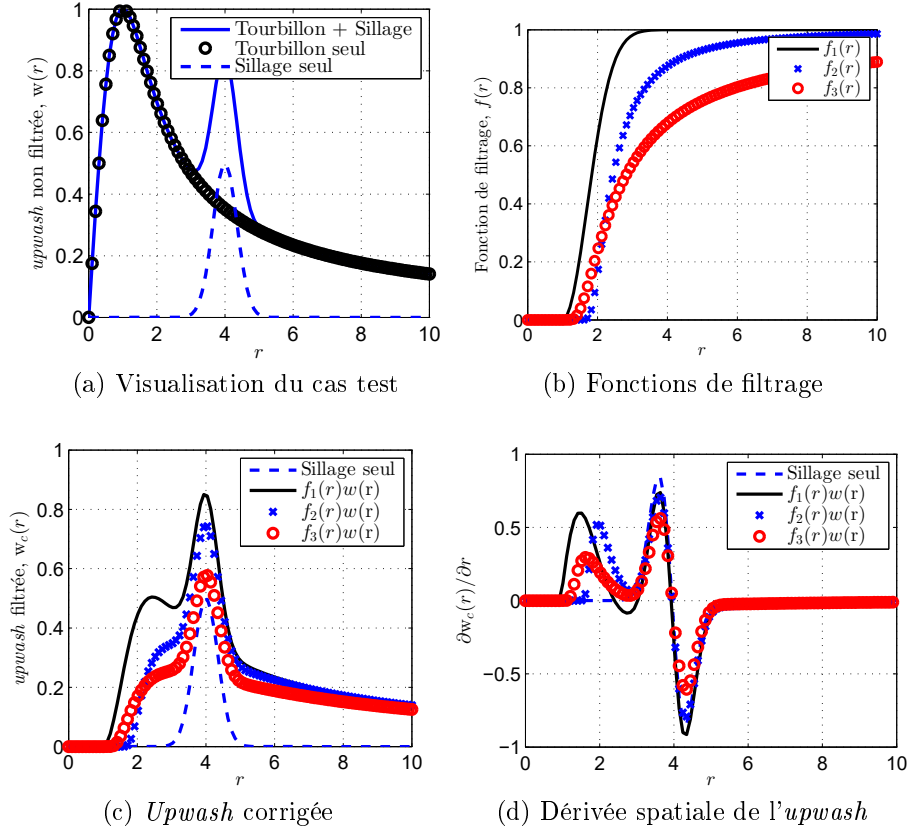 Tourbillon + Sillage
Tourbillon seul
Sillage seul
upwash non filtrée, w(r)
1
0.8
0.6
0.4
0.2
0
0 2 4 6 8 10
r
(a) Visualisation du cas test
f₁(r)
f₂(r)
f₃(r)
Fonction de filtrage, f(r)
1
0.8
0.6
0.4
0.2
0
0 2 4 6 8 10
r
(b) Fonctions de filtrage
Sillage seul
f₁(r)w(r)
f₂(r)w(r)
f₃(r)w(r)
upwash filtrée, w꜀(r)
1
0.8
0.6
0.4
0.2
0
0 2 4 6 8 10
r
(c) Upwash corrigée
Sillage seul
f₁(r)w(r)
f₂(r)w(r)
f₃(r)w(r)
∂w꜀(r)/∂r
1
0.5
0
−0.5
−1
0 2 4 6 8 10
r
(d) Dérivée spatiale de l'upwash